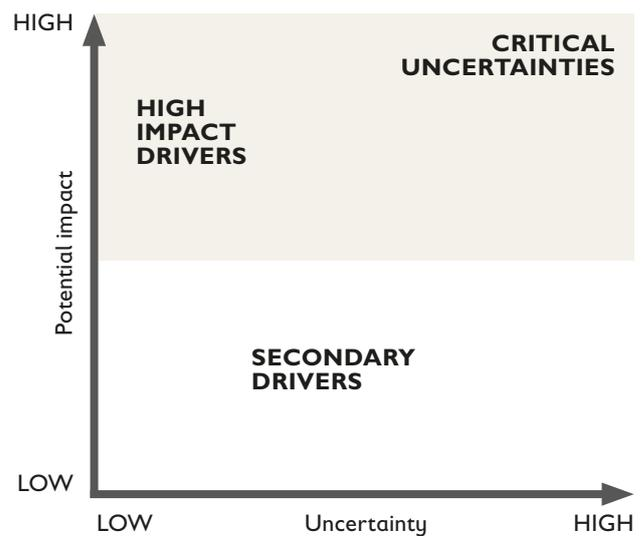 HIGH
CRITICAL
UNCERTAINTIES
HIGH
IMPACT
DRIVERS
Potential impact
SECONDARY
DRIVERS
LOW
LOW
Uncertainty
HIGH